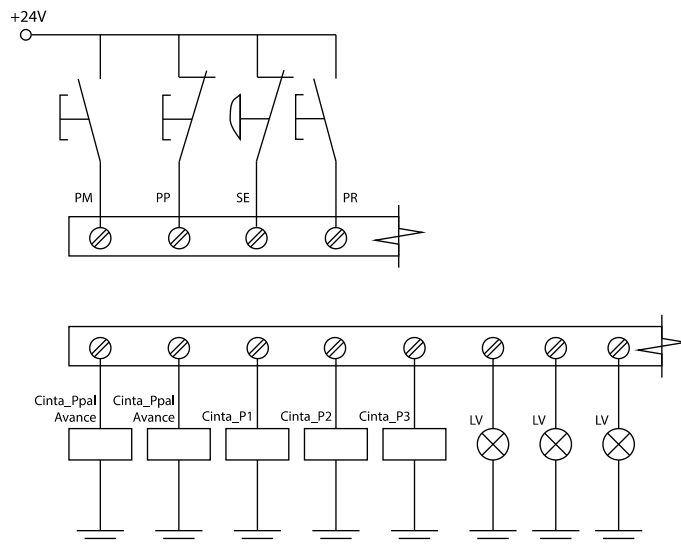 +24V
PM
PP
SE
PR
Cinta_Ppal
Avance
Cinta_Ppal
Avance
Cinta_P1
Cinta_P2
Cinta_P3
LV
LV
LV